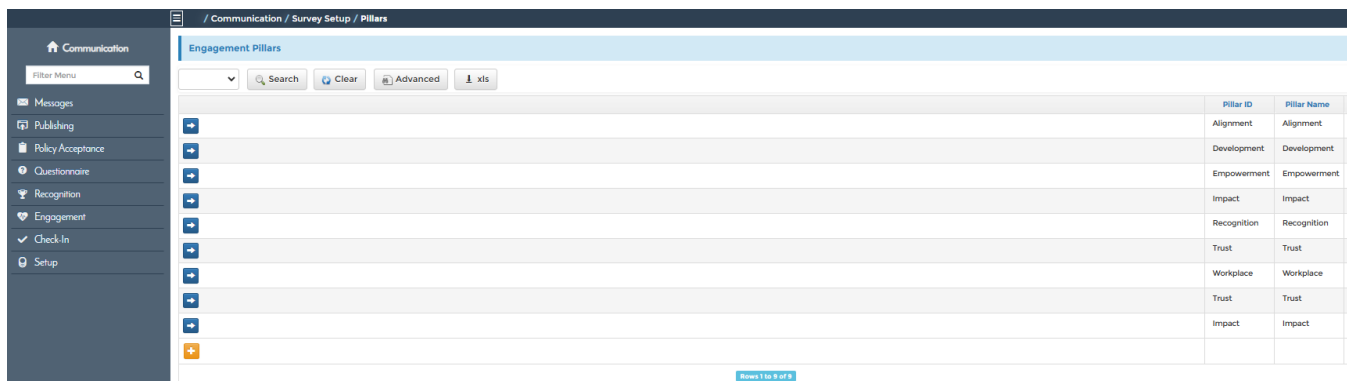 / Communication / Survey Setup / Pillars
Communication
Filter Menu
Messages
Publishing
Policy Acceptance
Questionnaire
Recognition
Engagement
Check-In
Setup
Engagement Pillars
Search Clear Advanced xls
Pillar ID Pillar Name
Alignment Alignment
Development Development
Empowerment Empowerment
Impact Impact
Recognition Recognition
Trust Trust
Workplace Workplace
Trust Trust
Impact Impact
Rows 1 to 9 of 9